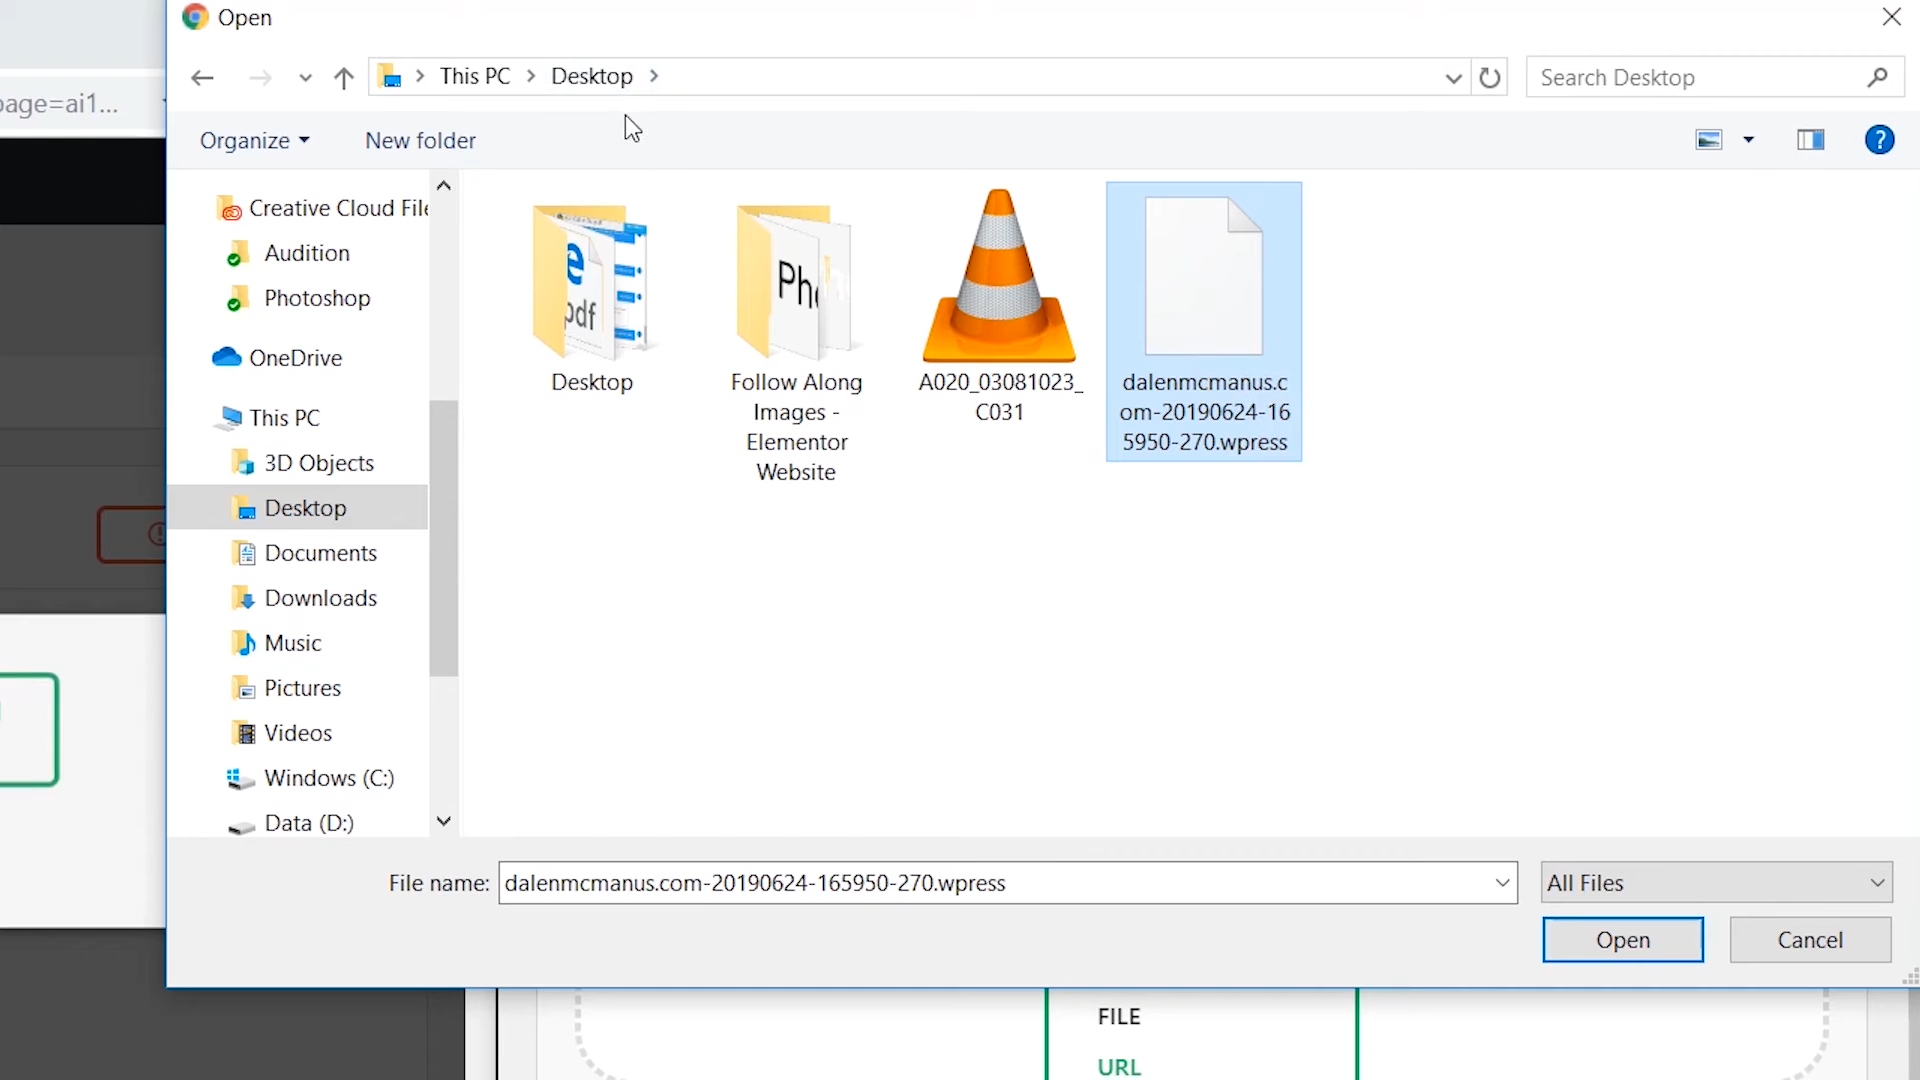 Open
page=ai1...
This PC
Desktop
Search Desktop
Organize
New folder
?
Creative Cloud File
Audition
Photoshop
OneDrive
This PC
3D Objects
Desktop
Documents
Downloads
Music
Pictures
Videos
Windows (C:)
Data (D:)
e
pdf
Desktop
Pho
Follow Along
Images -
Elementor
Website
A020_03081023_
C031
dalenmcmanus.c
om-20190624-16
5950-270.wpress
File name:
dalenmcmanus.com-20190624-165950-270.wpress
All Files
Open
Cancel
FILE
URL